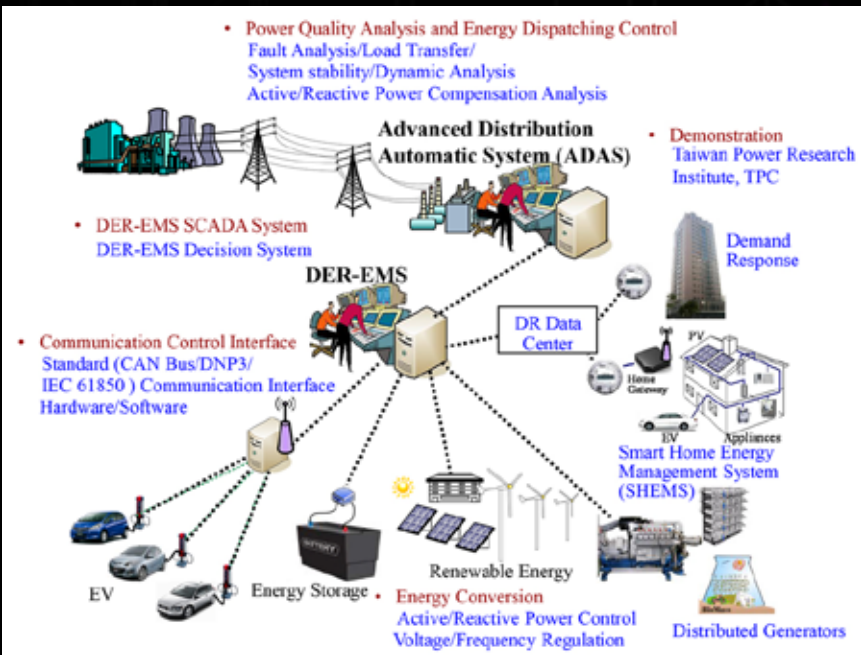 • Power Quality Analysis and Energy Dispatching Control
Fault Analysis/Load Transfer/
System stability/Dynamic Analysis
Active/Reactive Power Compensation Analysis
Advanced Distribution
Automatic System (ADAS)
• Demonstration
Taiwan Power Research
Institute, TPC
• DER-EMS SCADA System
DER-EMS Decision System
Demand
Response
DER-EMS
DR Data
Center
• Communication Control Interface
Standard (CAN Bus/DNP3/
IEC 61850 ) Communication Interface
Hardware/Software
PV
Home
Gateway
EV
Appliances
Smart Home Energy
Management System
(SHEMS)
EV
Energy Storage
Renewable Energy
• Energy Conversion
Active/Reactive Power Control
Voltage/Frequency Regulation
Distributed Generators